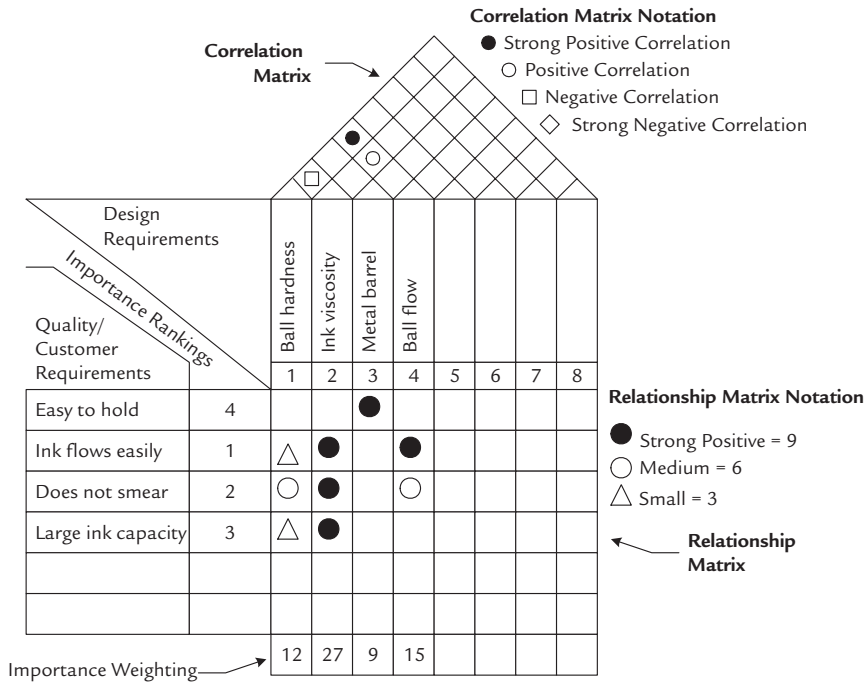 Correlation Matrix Notation
Strong Positive Correlation
Positive Correlation
Negative Correlation
Strong Negative Correlation
Correlation
Matrix
Design
Requirements
Importance Rankings
Quality/
Customer
Requirements
Ball hardness
Ink viscosity
Metal barrel
Ball flow
1 2 3 4 5 6 7 8
Easy to hold 4
Ink flows easily 1
Does not smear 2
Large ink capacity 3
Relationship Matrix Notation
Strong Positive = 9
Medium = 6
Small = 3
Relationship
Matrix
Importance Weighting 12 27 9 15